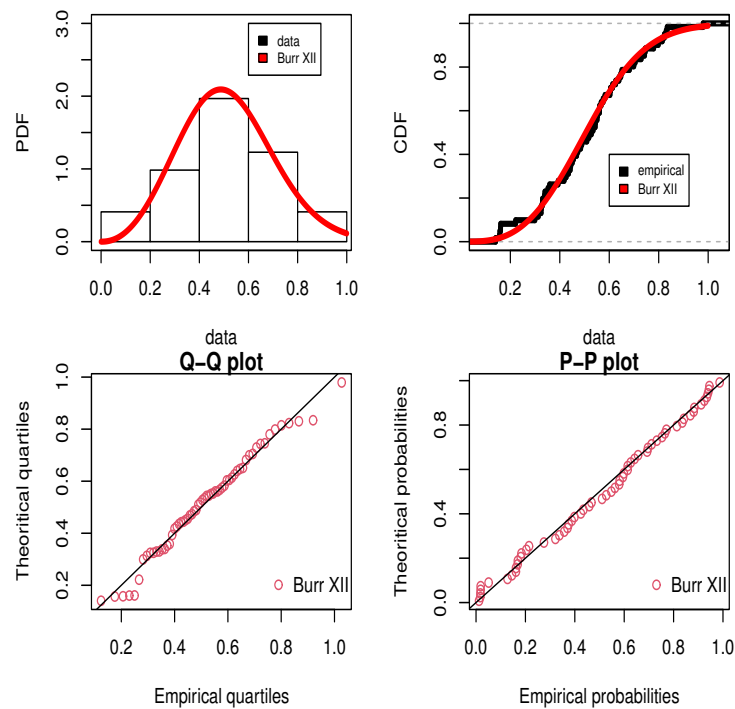 PDF
0.0 1.0 2.0 3.0
data
Burr XII
0.0 0.2 0.4 0.6 0.8 1.0
data
CDF
0.0 0.4 0.8
empirical
Burr XII
0.2 0.4 0.6 0.8 1.0
data
Q–Q plot
Theoritical quartiles
0.2 0.4 0.6 0.8 1.0
Burr XII
0.2 0.4 0.6 0.8 1.0
Empirical quartiles
P–P plot
Theoritical probabilities
0.0 0.4 0.8
Burr XII
0.0 0.2 0.4 0.6 0.8 1.0
Empirical probabilities